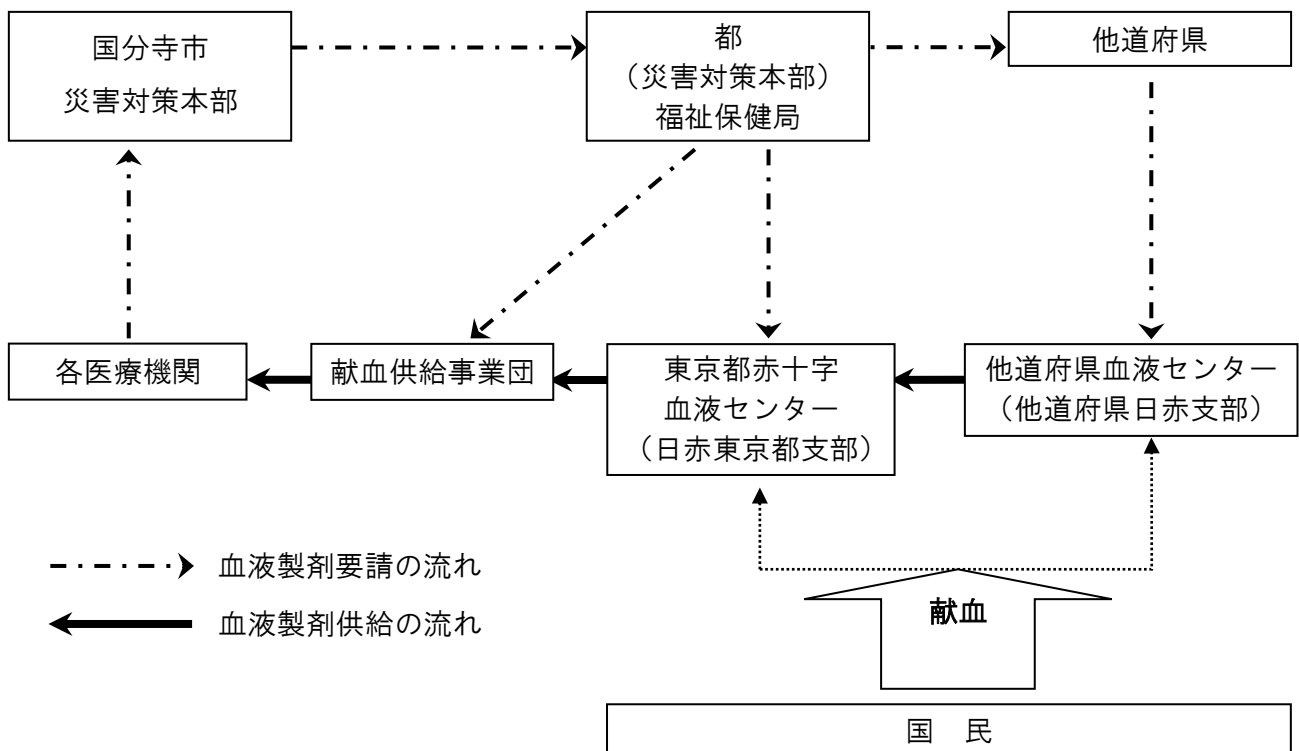 国分寺市
災害対策本部
都
（災害対策本部）
福祉保健局
他道府県
各医療機関
献血供給事業団
東京都赤十字
血液センター
（日赤東京都支部）
他道府県血液センター
（他道府県日赤支部）
血液製剤要請の流れ
血液製剤供給の流れ
献血
国　民